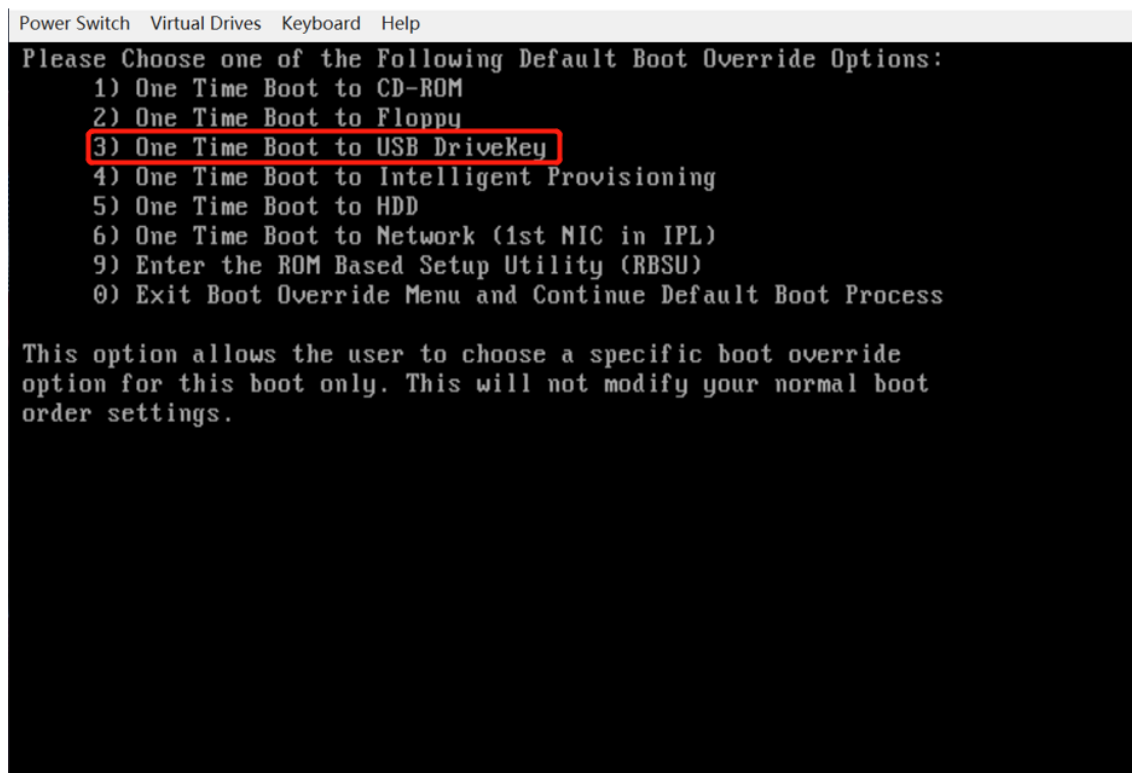 Power Switch Virtual Drives Keyboard Help
Please Choose one of the Following Default Boot Override Options:
1) One Time Boot to CD-ROM
2) One Time Boot to Floppy
3) One Time Boot to USB DriveKey
4) One Time Boot to Intelligent Provisioning
5) One Time Boot to HDD
6) One Time Boot to Network (1st NIC in IPL)
9) Enter the ROM Based Setup Utility (RBSU)
0) Exit Boot Override Menu and Continue Default Boot Process
This option allows the user to choose a specific boot override
option for this boot only. This will not modify your normal boot
order settings.